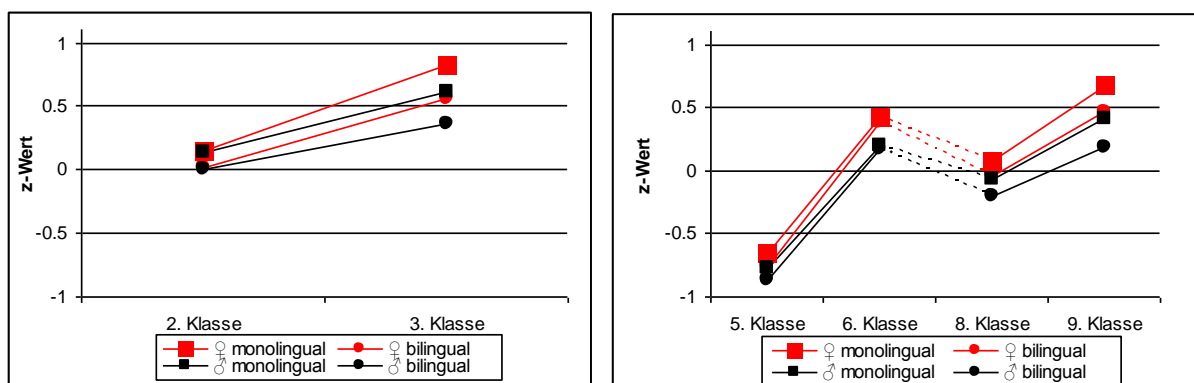 1
0.5
0
-0.5
-1
z-Wert
2. Klasse 3. Klasse
♀ monolingual ♀ bilingual
♂ monolingual ♂ bilingual
1
0.5
0
-0.5
-1
z-Wert
5. Klasse 6. Klasse 8. Klasse 9. Klasse
♀ monolingual ♀ bilingual
♂ monolingual ♂ bilingual